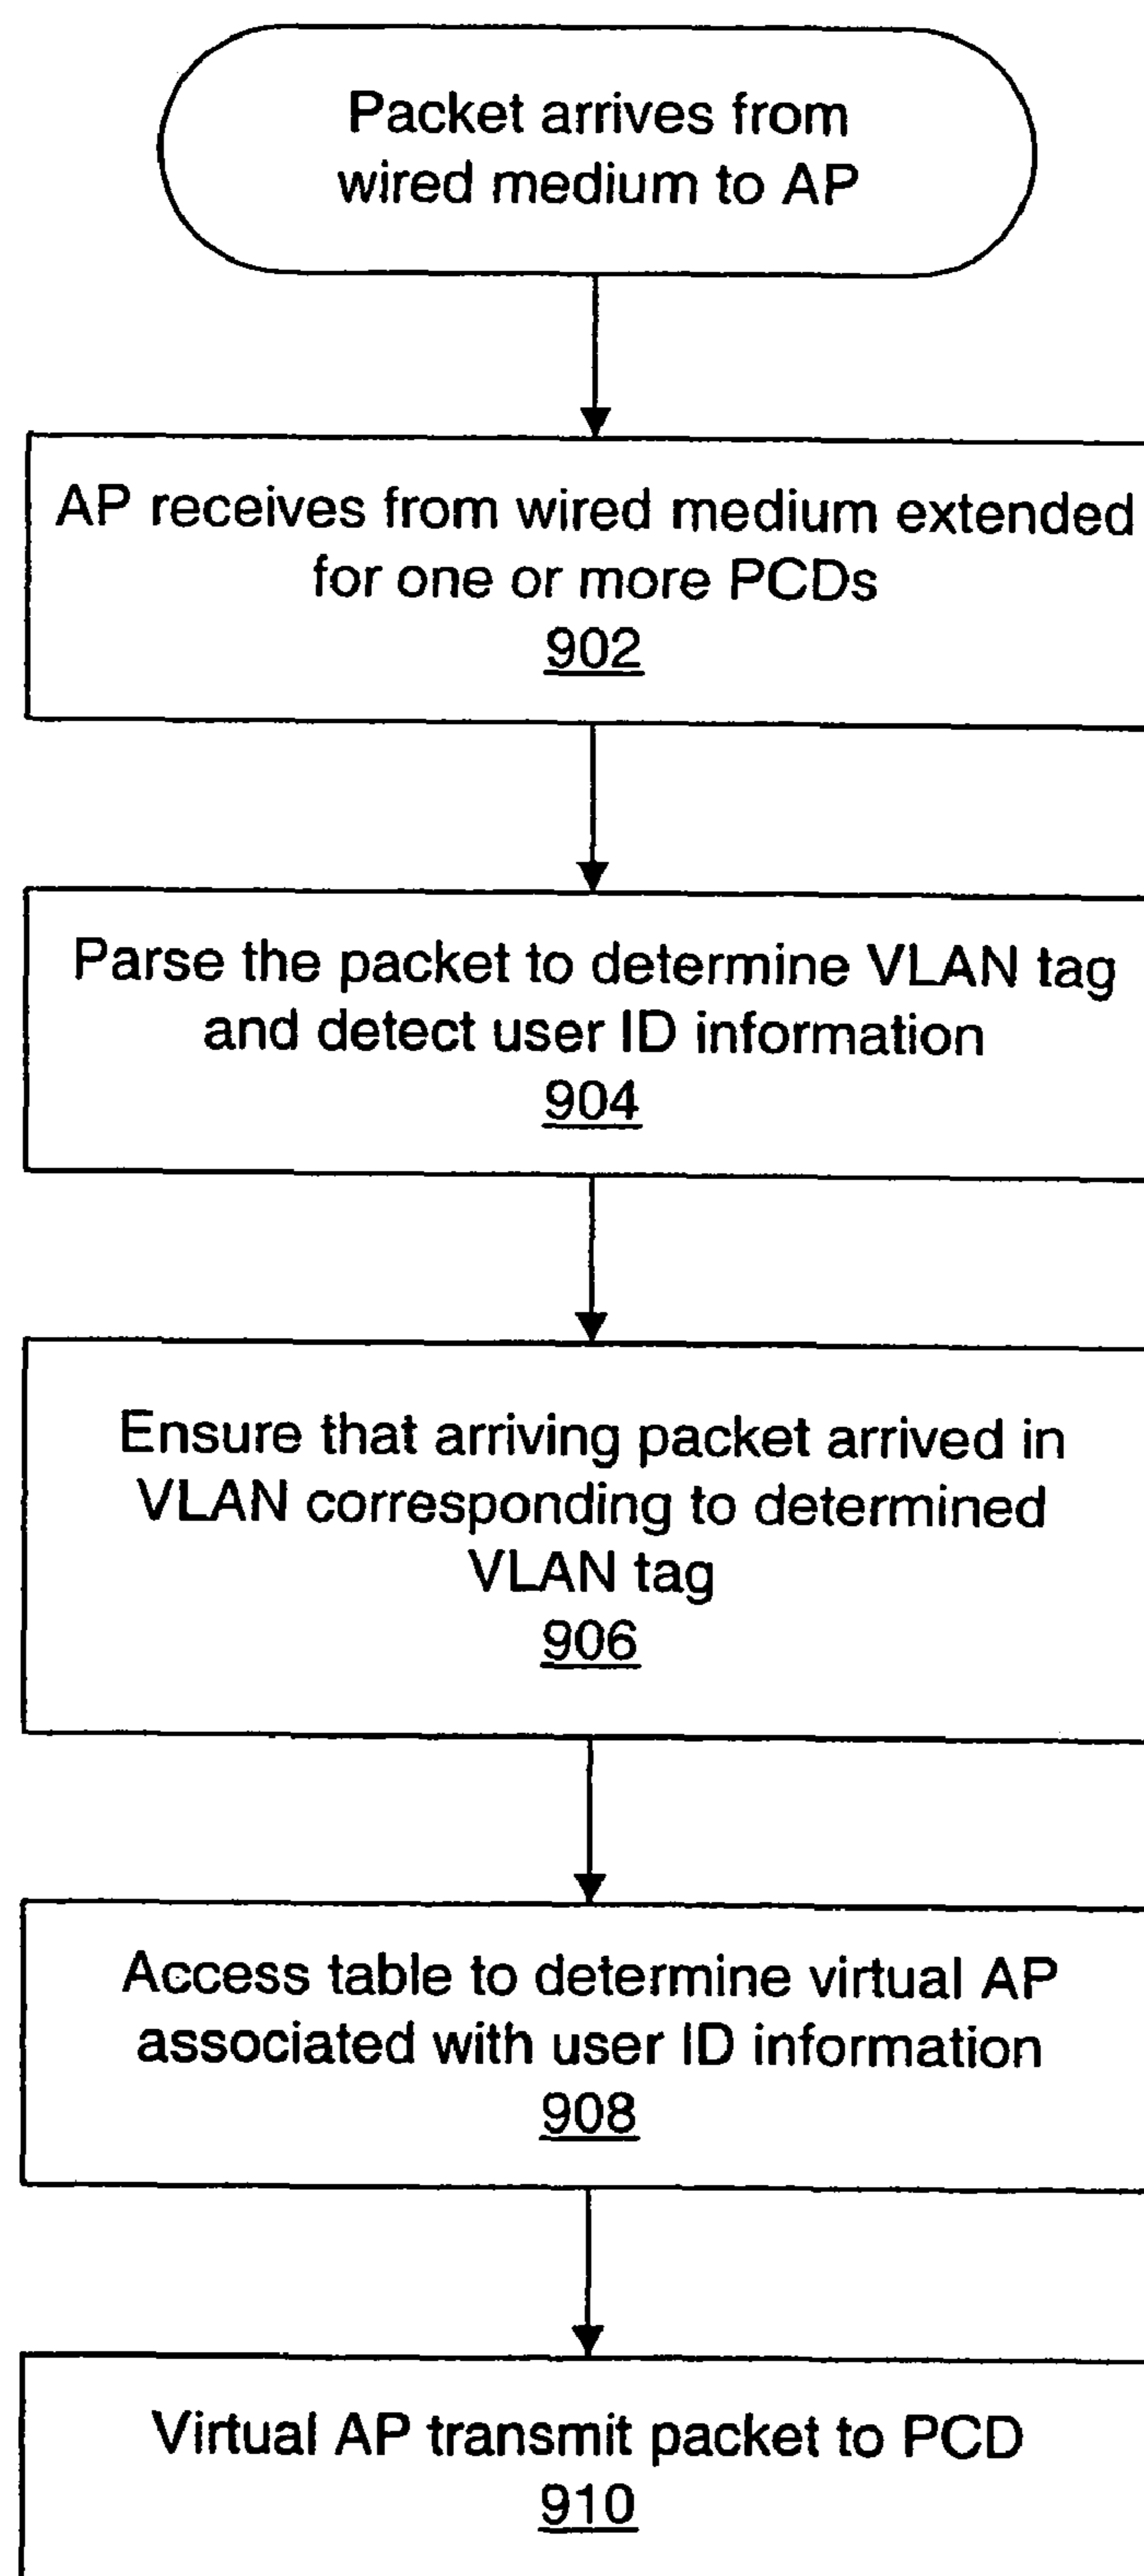 Packet arrives from
wired medium to AP
AP receives from wired medium extended
for one or more PCDs
902
Parse the packet to determine VLAN tag
and detect user ID information
904
Ensure that arriving packet arrived in
VLAN corresponding to determined
VLAN tag
906
Access table to determine virtual AP
associated with user ID information
908
Virtual AP transmit packet to PCD
910